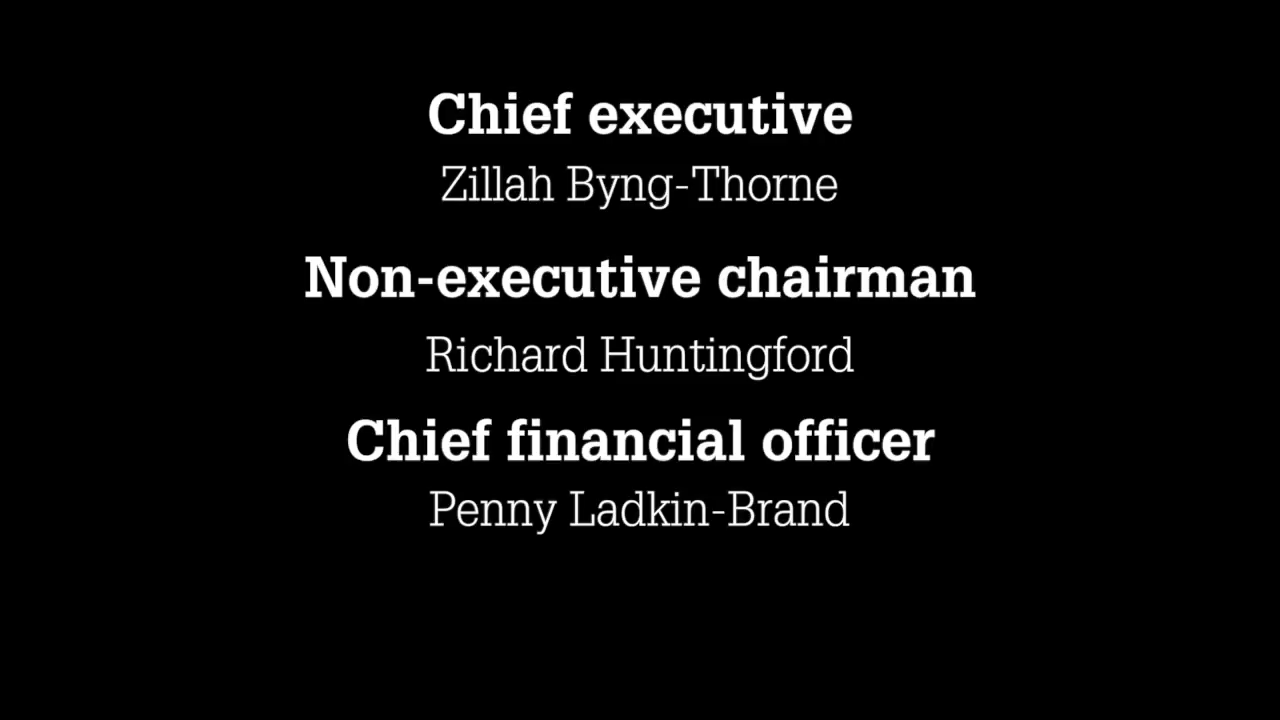 Chief executive
Zillah Byng-Thorne
Non-executive chairman
Richard Huntingford
Chief financial officer
Penny Ladkin-Brand